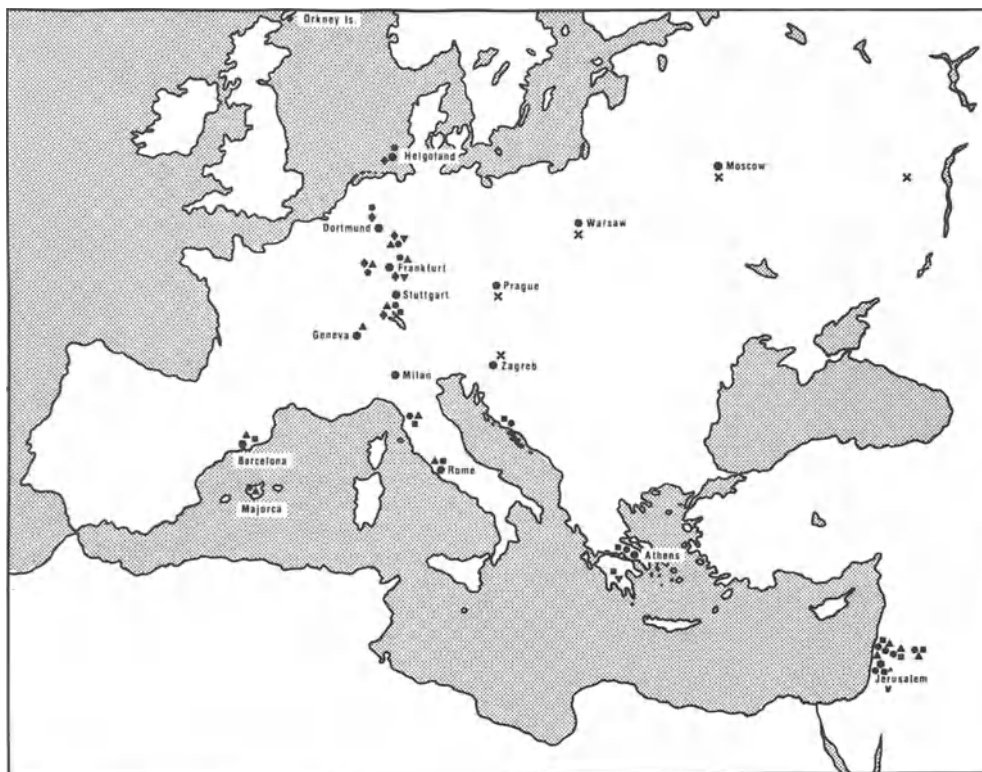 Orkney Is.
Helgoland
Moscow
Dortmund
Warsaw
Frankfurt
Prague
Stuttgart
Geneva
Zagreb
Milan
Barcelona
Rome
Majorca
Athens
Jerusalem